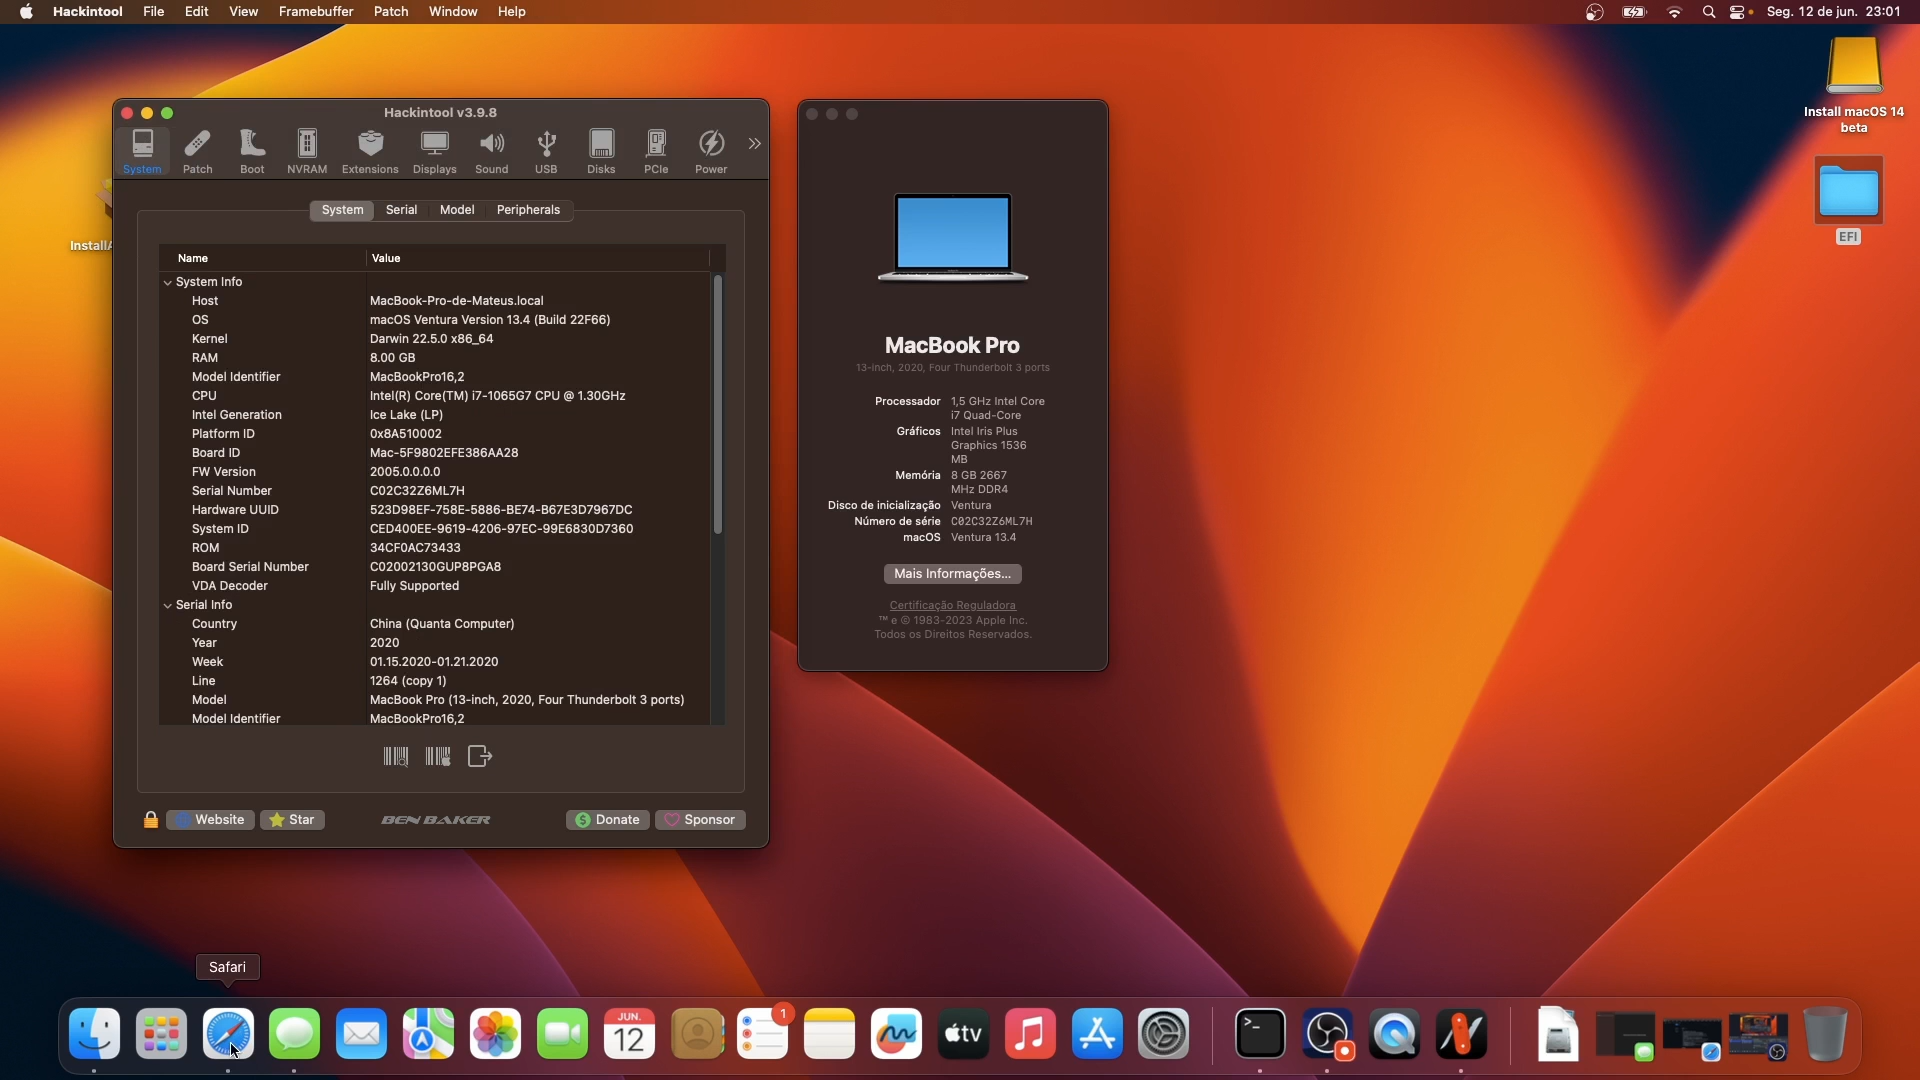 Hackintool File Edit View Framebuffer Patch Window Help
Seg. 12 de jun. 23:01
Install macOS 14
beta
EFI
Hackintool v3.9.8
System Patch Boot NVRAM Extensions Displays Sound USB Disks PCIe Power
System Serial Model Peripherals
Name Value
System Info
Host MacBook-Pro-de-Mateus.local
OS macOS Ventura Version 13.4 (Build 22F66)
Kernel Darwin 22.5.0 x86_64
RAM 8.00 GB
Model Identifier MacBookPro16,2
CPU Intel(R) Core(TM) i7-1065G7 CPU @ 1.30GHz
Intel Generation Ice Lake (LP)
Platform ID 0x8A510002
Board ID Mac-5F9802EFE386AA28
FW Version 2005.0.0.0.0
Serial Number C02C32Z6ML7H
Hardware UUID 523D98EF-758E-5886-BE74-B67E3D7967DC
System ID CED400EE-9619-4206-97EC-99E6830D7360
ROM 34CF0AC73433
Board Serial Number C02002130GUP8PGA8
VDA Decoder Fully Supported
Serial Info
Country China (Quanta Computer)
Year 2020
Week 01.15.2020-01.21.2020
Line 1264 (copy 1)
Model MacBook Pro (13-inch, 2020, Four Thunderbolt 3 ports)
Model Identifier MacBookPro16,2
Website Star BEN BAKER Donate Sponsor
MacBook Pro
13-inch, 2020, Four Thunderbolt 3 ports
Processador 1,5 GHz Intel Core
i7 Quad-Core
Gráficos Intel Iris Plus
Graphics 1536
MB
Memória 8 GB 2667
MHz DDR4
Disco de inicialização Ventura
Número de série C02C32Z6ML7H
macOS Ventura 13.4
Mais Informações...
Certificação Reguladora
™ e © 1983-2023 Apple Inc.
Todos os Direitos Reservados.
Safari
JUN.
12
1
tv